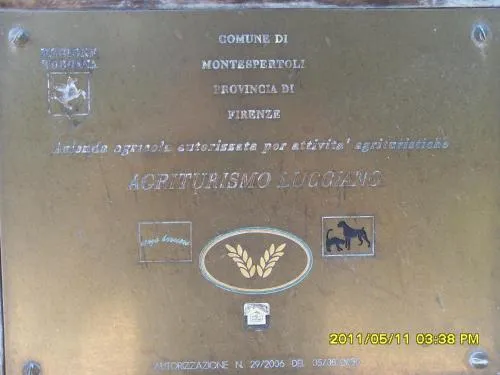 REGIONE
TOSCANA
COMUNE DI
MONTESPERTOLI
PROVINCIA DI
FIRENZE
Azienda agricola autorizzata per attivita' agrituristiche
AGRITURISMO LUCCIANO
AUTORIZZAZIONE N. 29/2006 DEL
2011/05/11 03:38 PM